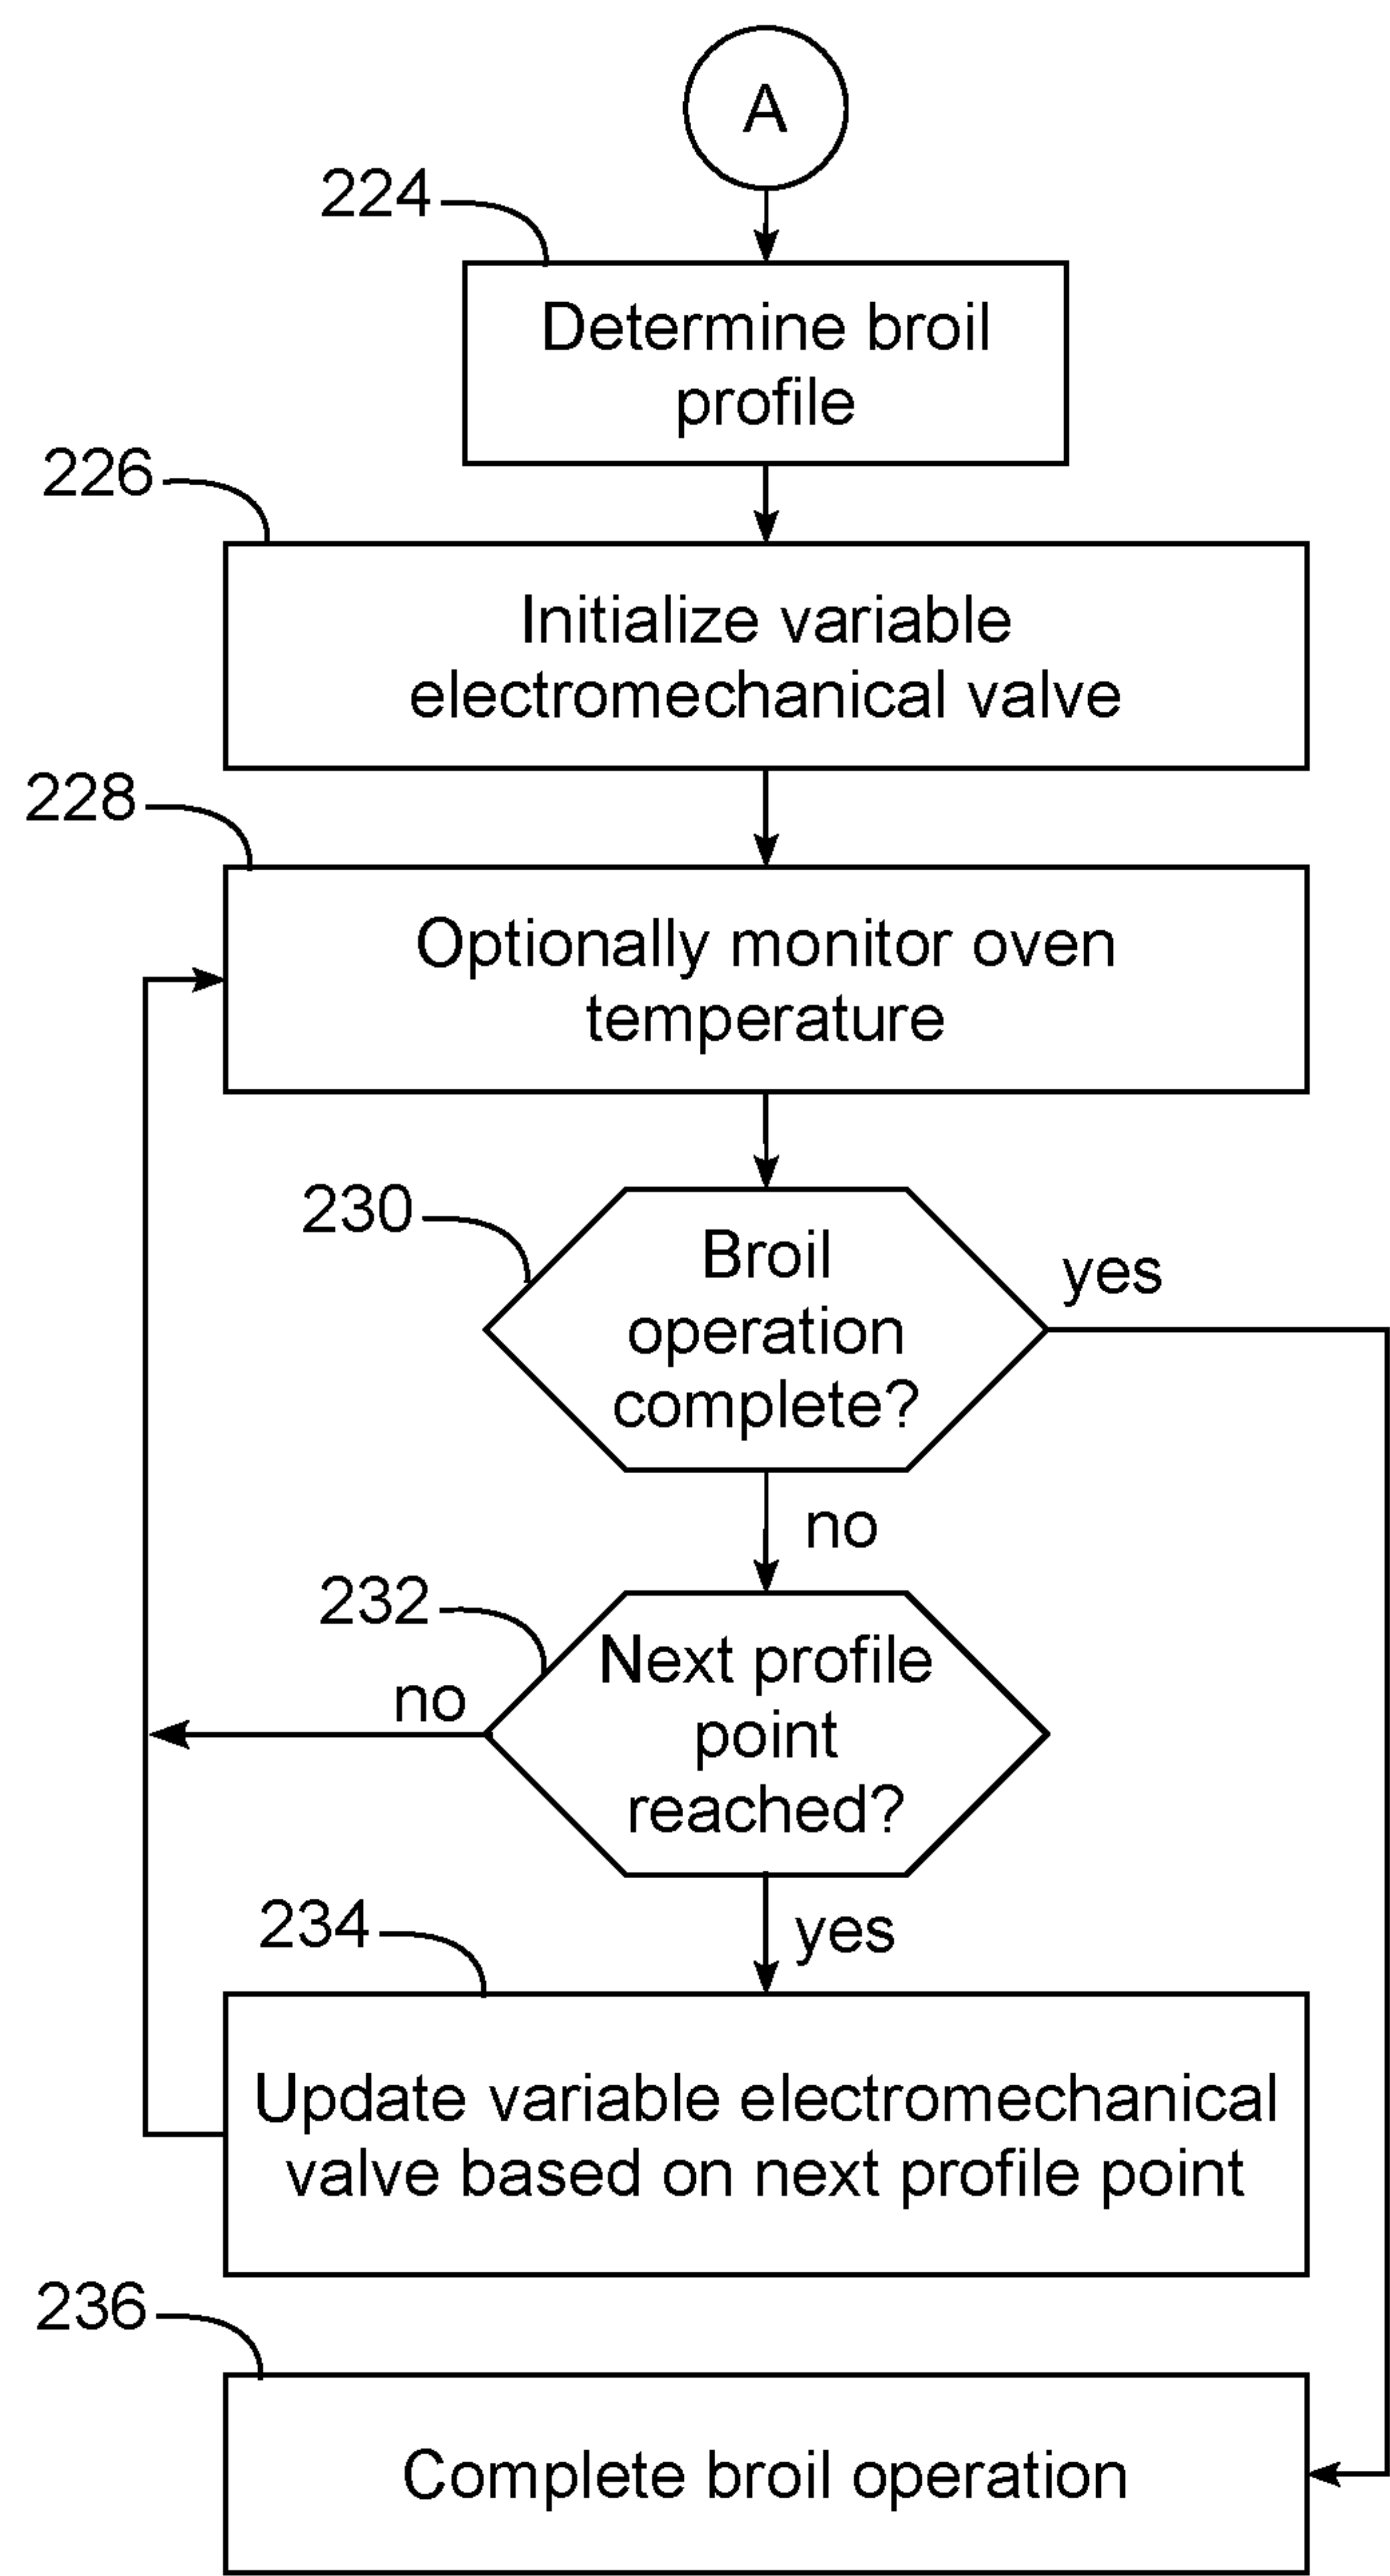 A
224
Determine broil
profile
226
Initialize variable
electromechanical valve
228
Optionally monitor oven
temperature
230
Broil
operation
complete?
yes
no
232
Next profile
point
reached?
no
yes
234
Update variable electromechanical
valve based on next profile point
236
Complete broil operation